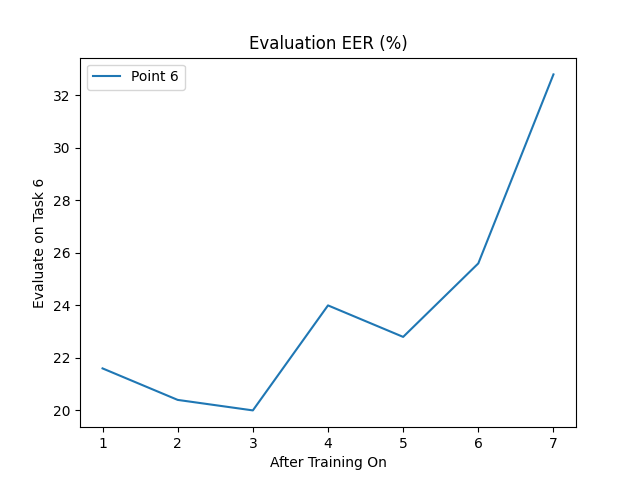 Evaluation EER (%)
Point 6
Evaluate on Task 6
32
30
28
26
24
22
20
1 2 3 4 5 6 7
After Training On